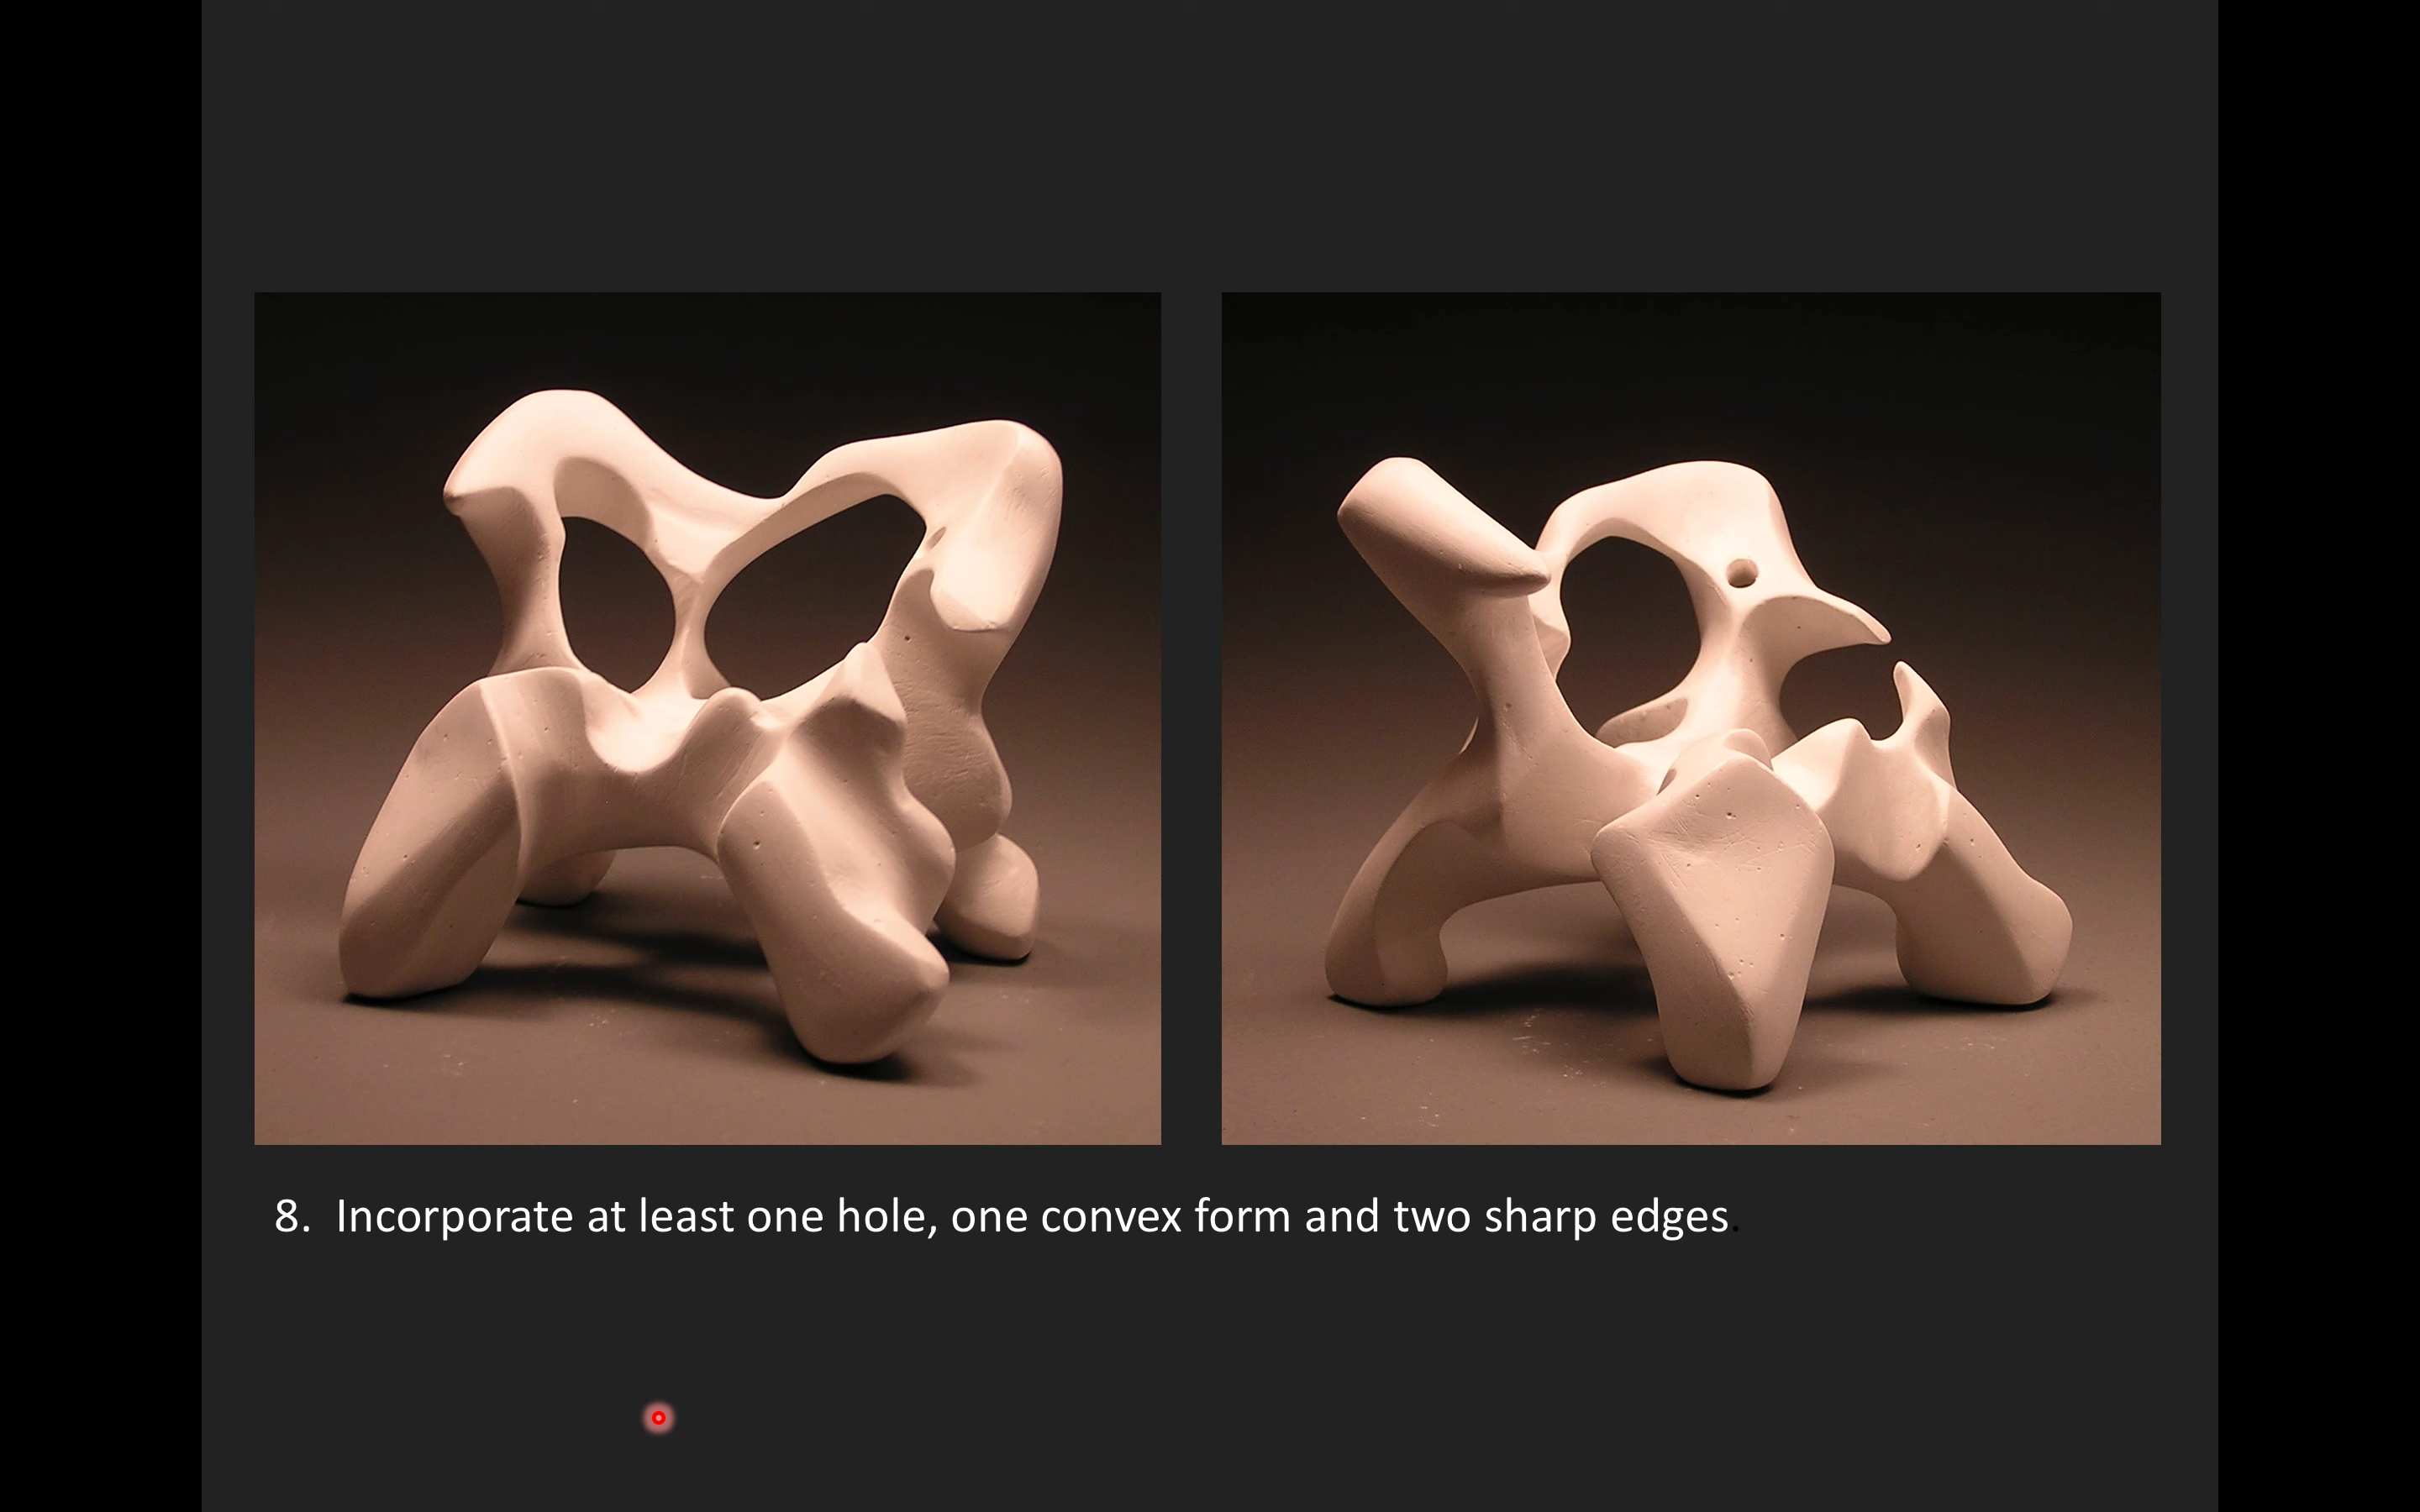 8. Incorporate at least one hole, one convex form and two sharp edges.